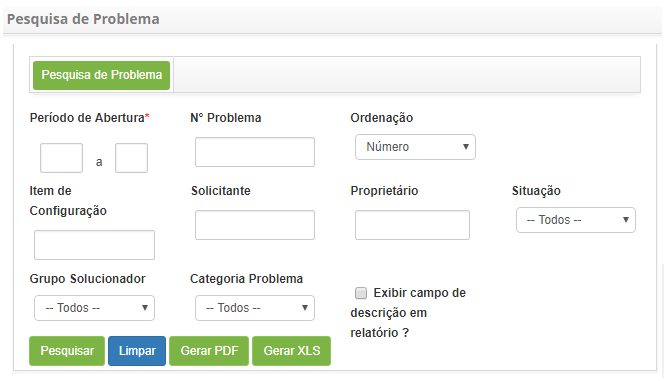 Pesquisa de Problema
Pesquisa de Problema
Período de Abertura* N° Problema Ordenação
a Número
Item de Configuração Solicitante Proprietário Situação
-- Todos --
Grupo Solucionador Categoria Problema
-- Todos -- -- Todos --
Exibir campo de
descrição em
relatório ?
Pesquisar Limpar Gerar PDF Gerar XLS